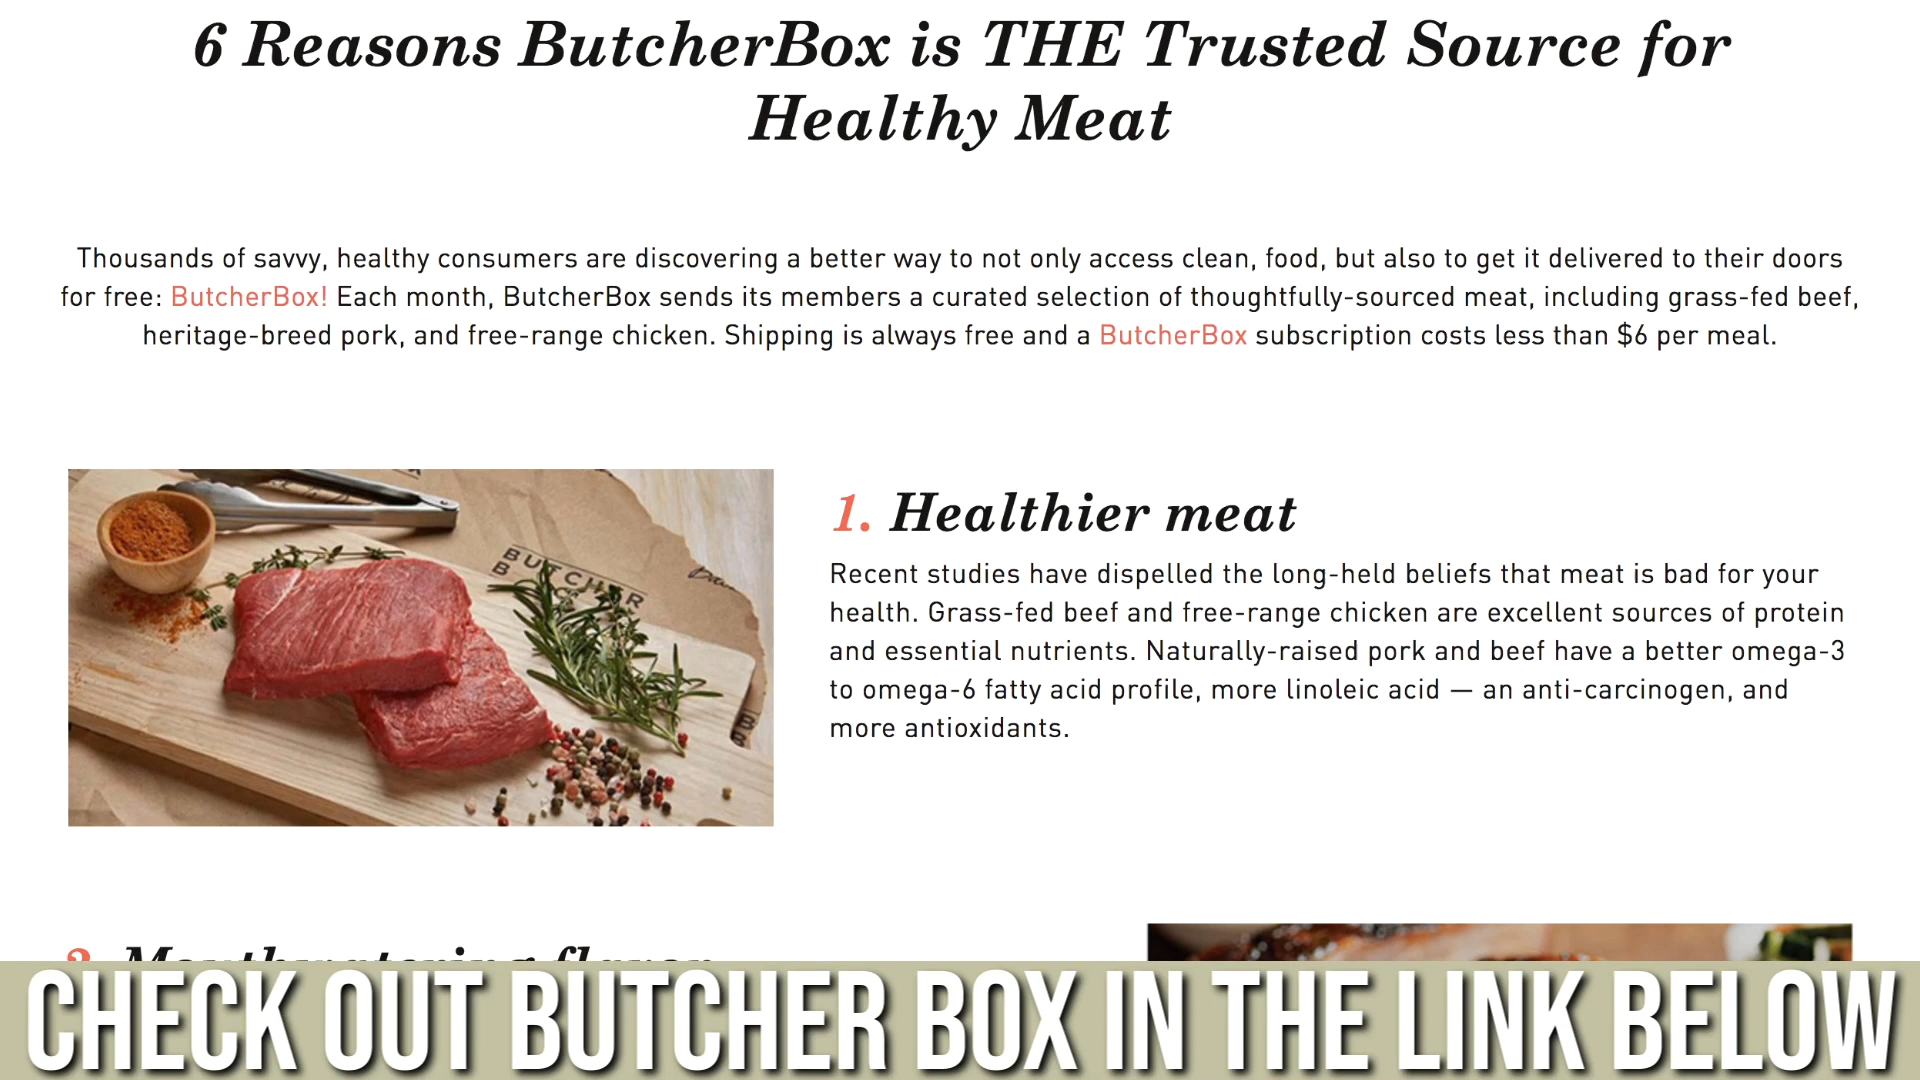 6 Reasons ButcherBox is THE Trusted Source for
Healthy Meat
Thousands of savvy, healthy consumers are discovering a better way to not only access clean, food, but also to get it delivered to their doors
for free: ButcherBox! Each month, ButcherBox sends its members a curated selection of thoughtfully-sourced meat, including grass-fed beef,
heritage-breed pork, and free-range chicken. Shipping is always free and a ButcherBox subscription costs less than $6 per meal.
BUTCHER
1. Healthier meat
Recent studies have dispelled the long-held beliefs that meat is bad for your
health. Grass-fed beef and free-range chicken are excellent sources of protein
and essential nutrients. Naturally-raised pork and beef have a better omega-3
to omega-6 fatty acid profile, more linoleic acid — an anti-carcinogen, and
more antioxidants.
2. Mouthwatering flavor
CHECK OUT BUTCHER BOX IN THE LINK BELOW